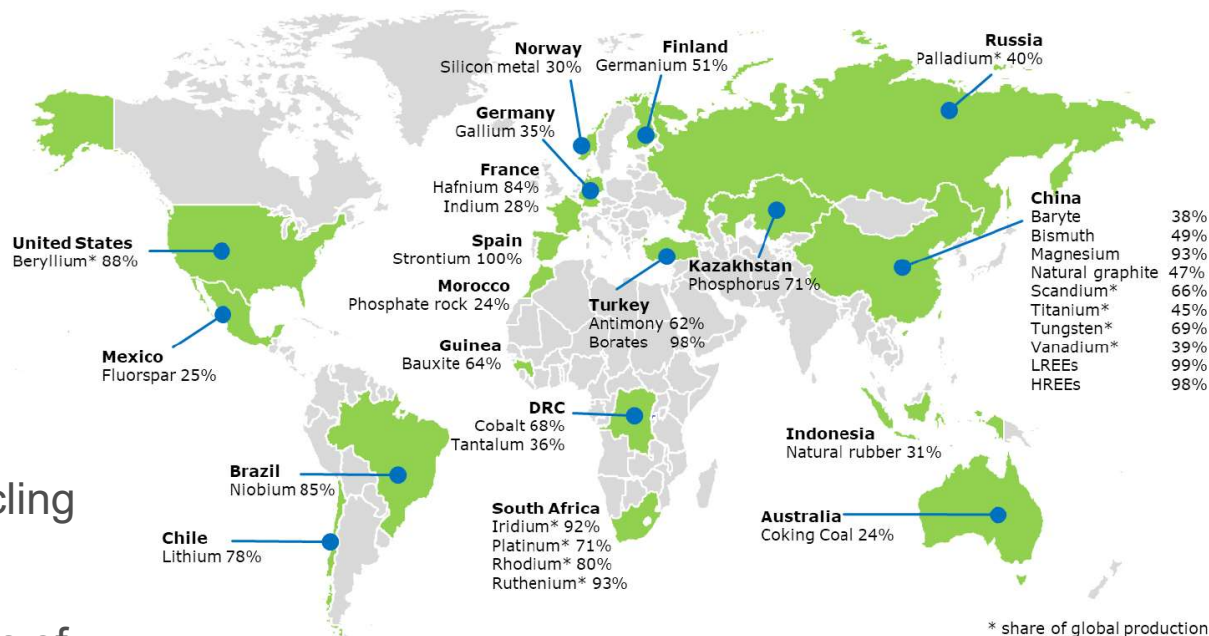 Norway
Silicon metal 30%
Finland
Germanium 51%
Russia
Palladium* 40%
Germany
Gallium 35%
France
Hafnium 84%
Indium 28%
Spain
Strontium 100%
Morocco
Phosphate rock 24%
United States
Beryllium* 88%
Mexico
Fluorspar 25%
Guinea
Bauxite 64%
Turkey
Antimony 62%
Borates 98%
Kazakhstan
Phosphorus 71%
China
Baryte 38%
Bismuth 49%
Magnesium 93%
Natural graphite 47%
Scandium* 66%
Titanium* 45%
Tungsten* 69%
Vanadium* 39%
LREEs 99%
HREEs 98%
DRC
Cobalt 68%
Tantalum 36%
Indonesia
Natural rubber 31%
Brazil
Niobium 85%
cling
Chile
Lithium 78%
South Africa
Iridium* 92%
Platinum* 71%
Rhodium* 80%
Ruthenium* 93%
Australia
Coking Coal 24%
* share of global production